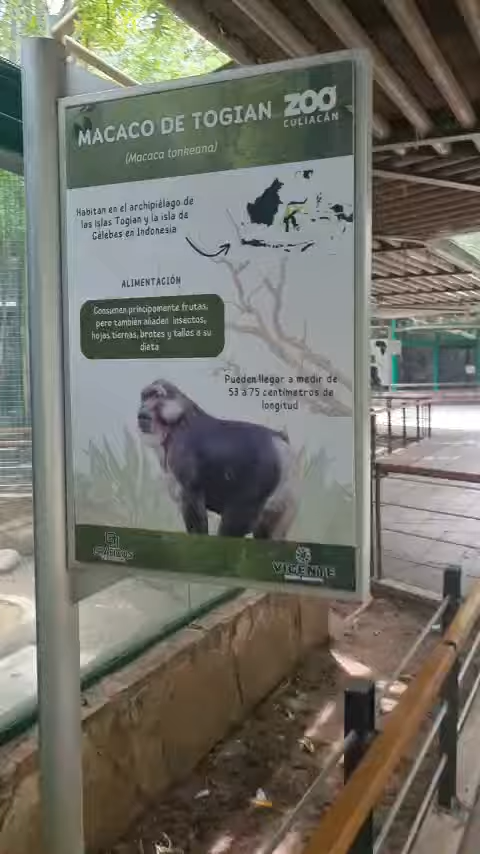 MACACO DE TOGIAN
ZOO
CULIACÁN
(Macaca tonkeana)
Habitan en el archipiélago de
las Islas Togian y la isla de
Célebes en Indonesia
ALIMENTACIÓN
Consumen principamente frutas,
pero también añaden insectos,
hojas tiernas, brotes y tallos a su
dieta
Pueden llegar a medir de
53 a 75 centímetros de
longitud
VIGENTE